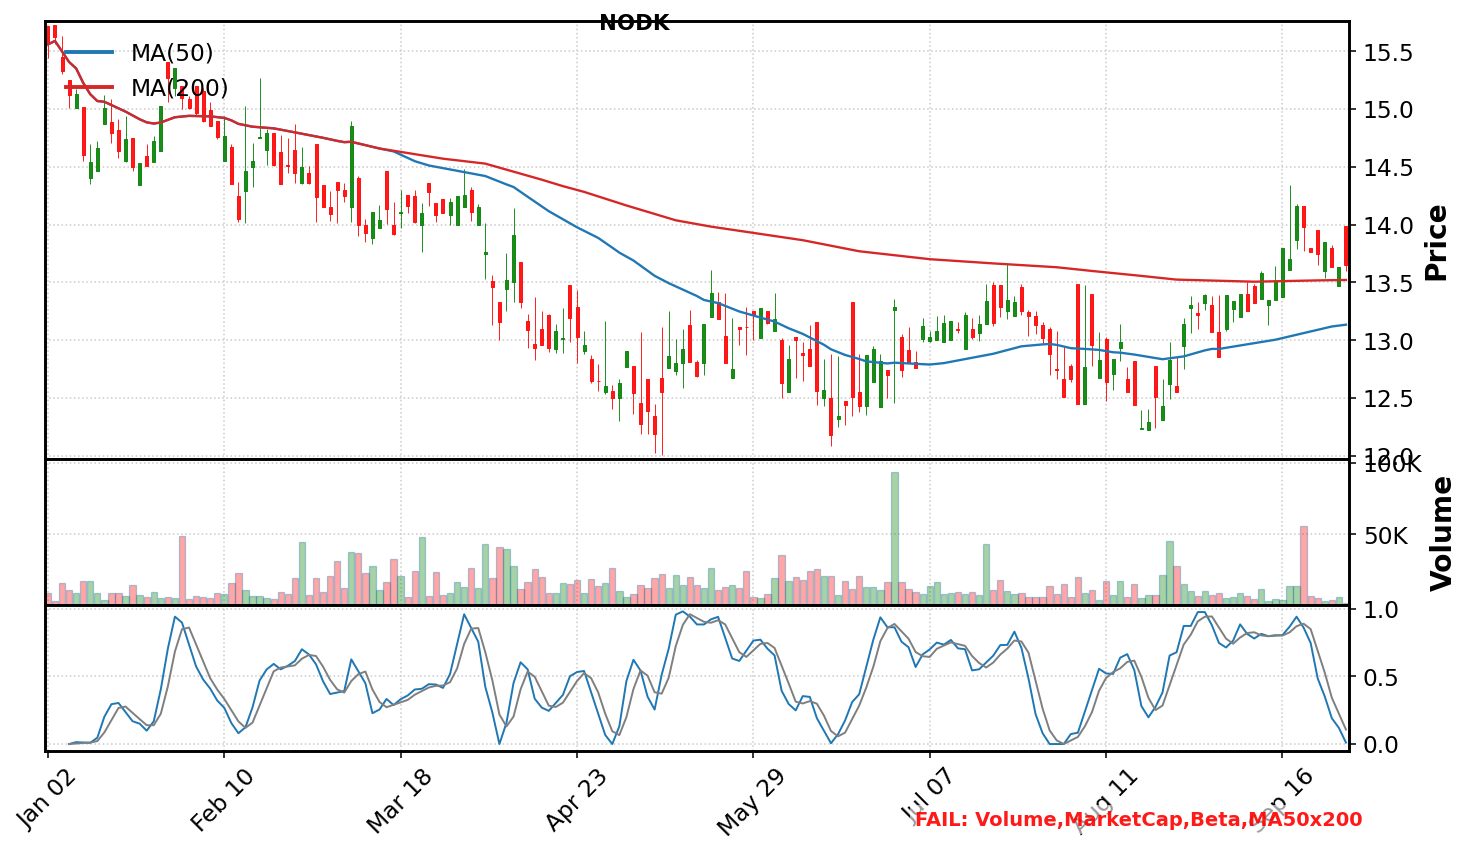 NODK
MA(50)
MA(200)
15.5
15.0
14.5
14.0
13.5
13.0
12.5
12.0
Price
100K
50K
Volume
1.0
0.5
0.0
Jan 02
Feb 10
Mar 18
Apr 23
May 29
Jul 07
Aug 11
Sep 16
FAIL: Volume,MarketCap,Beta,MA50x200